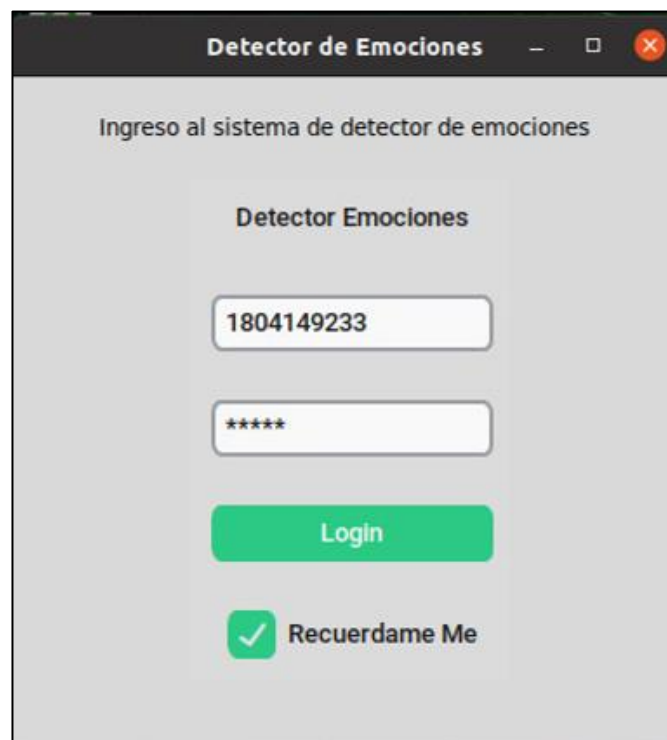 Detector de Emociones
Ingreso al sistema de detector de emociones
Detector Emociones
1804149233
*****
Login
Recuerdame Me